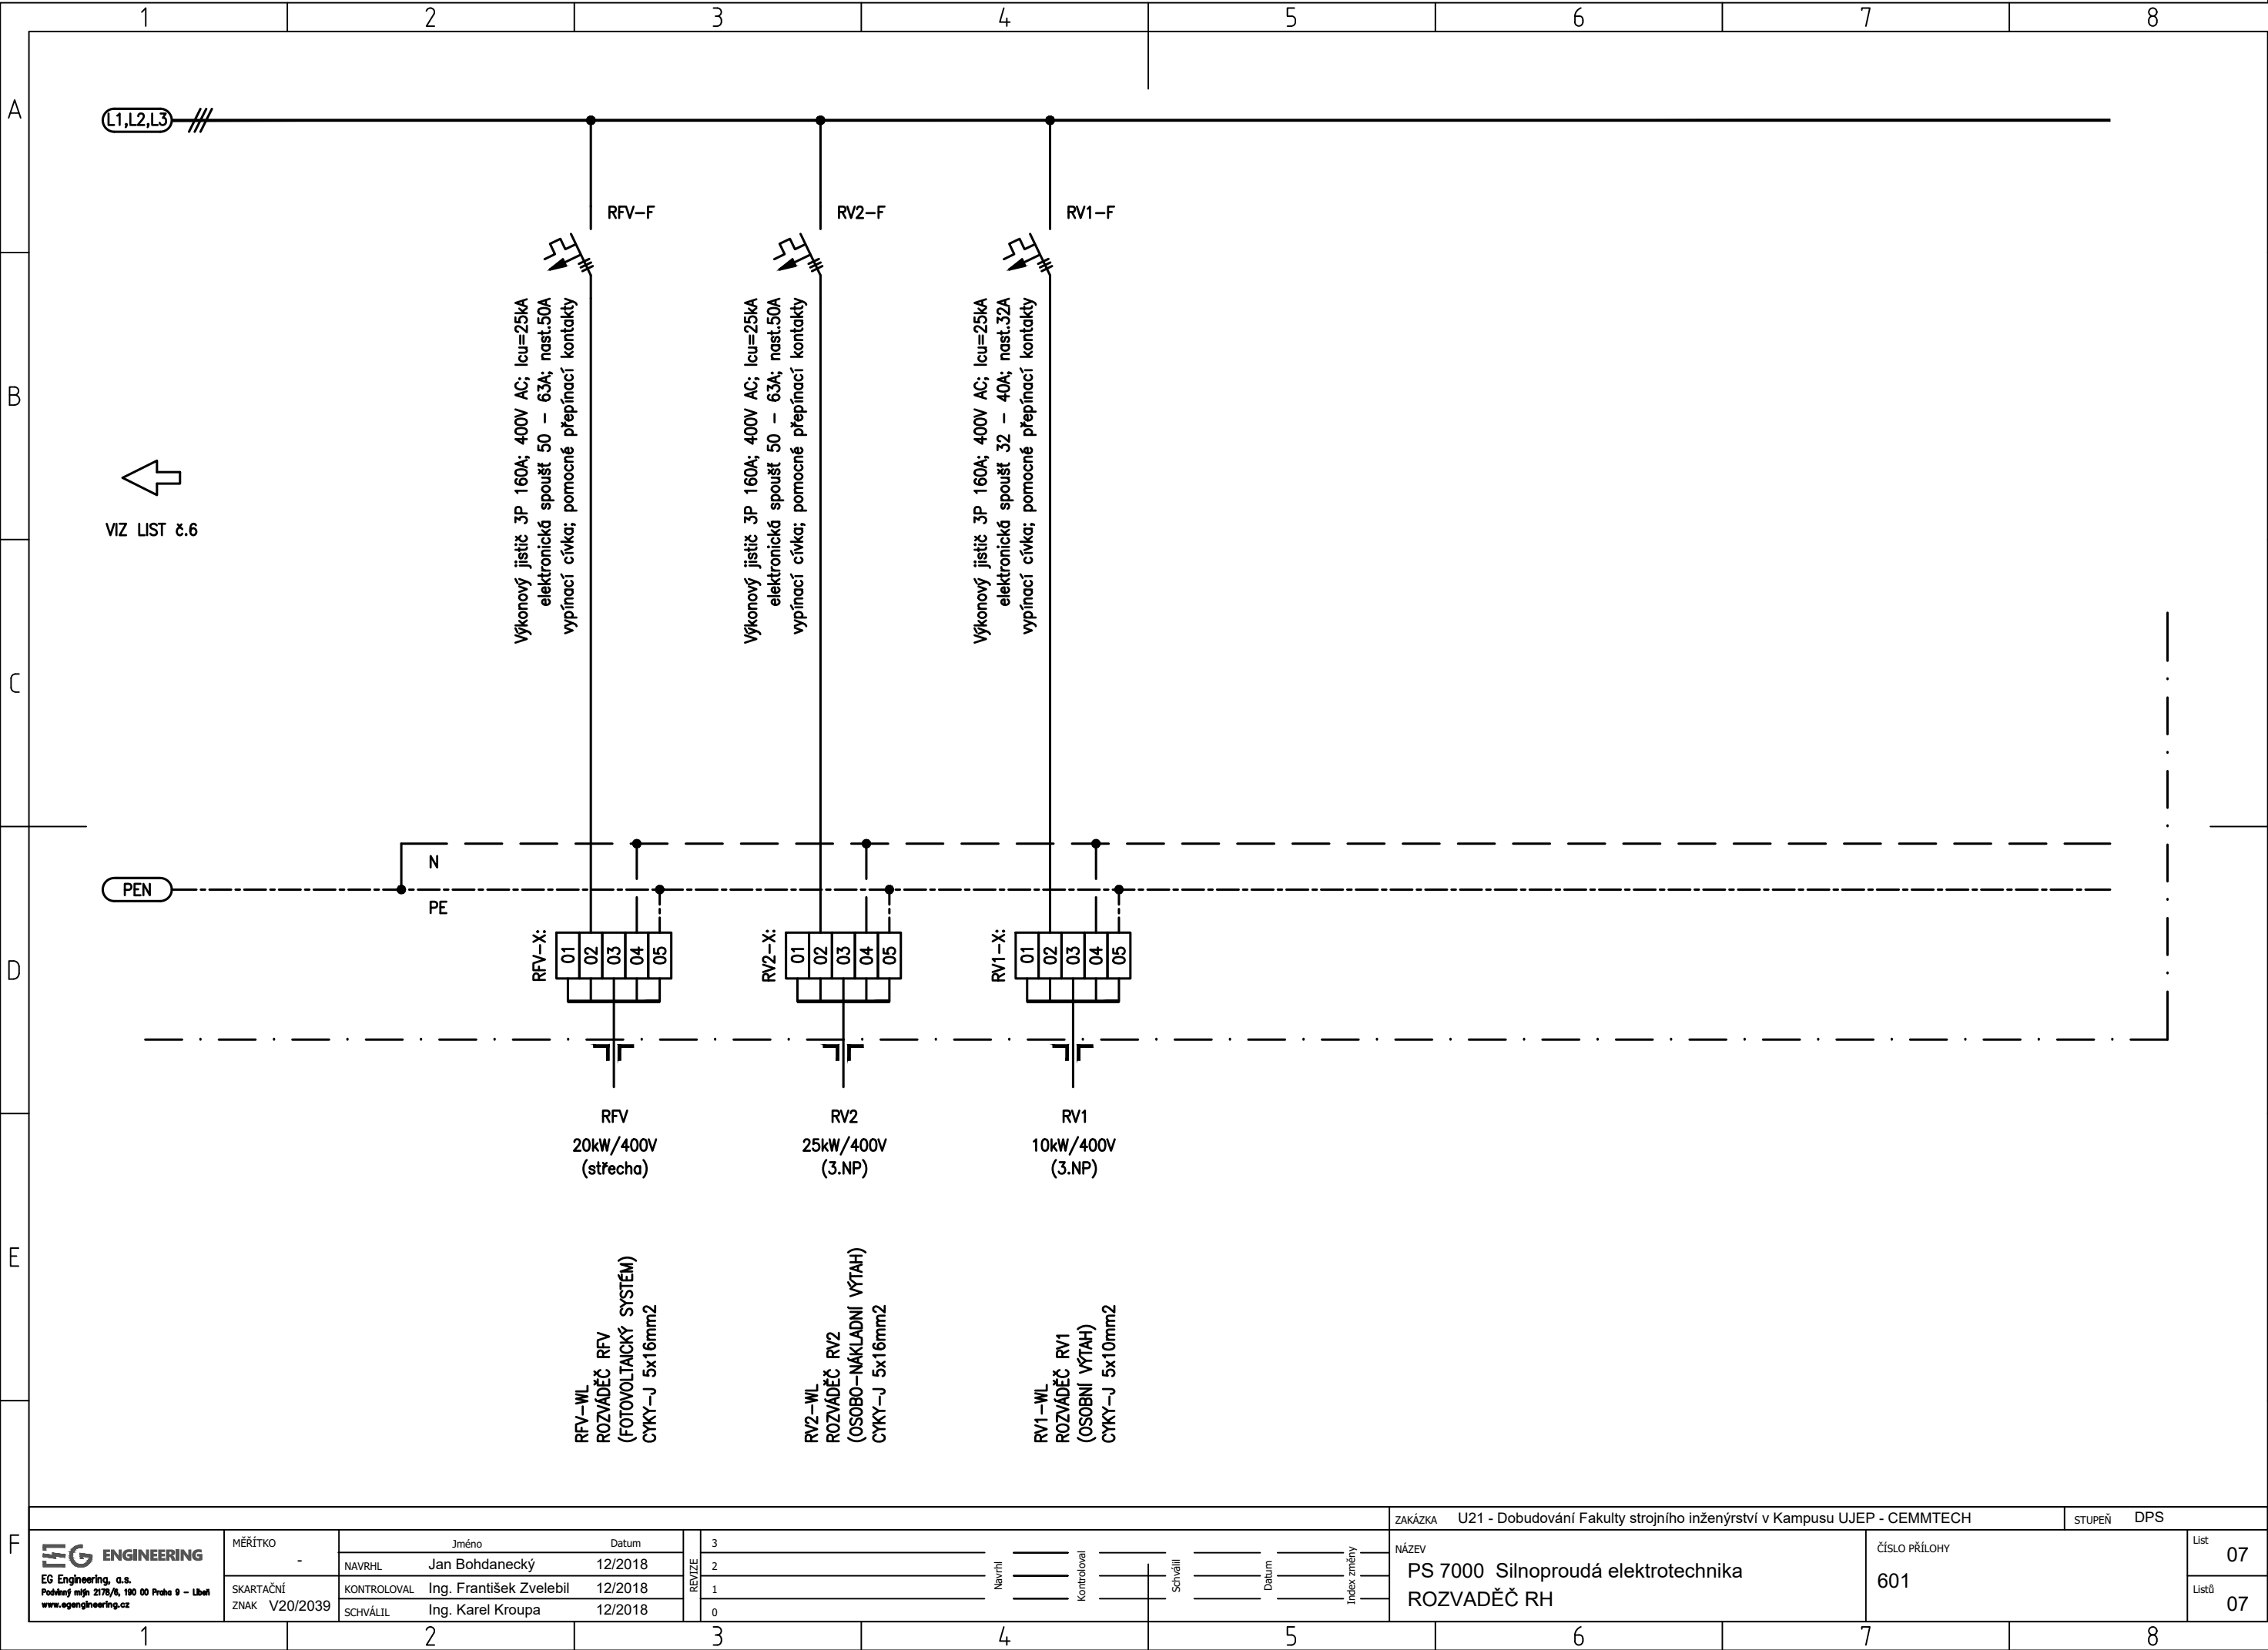 1 2 3 4 5 6 7 8
A
L1,L2,L3
RFV-F
RV2-F
RV1-F
Výkonový jistič 3P 160A; 400V AC; Icu=25kA
elektronická spoušť 50 - 63A; nast.50A
vypínací cívka; pomocné přepínací kontakty
Výkonový jistič 3P 160A; 400V AC; Icu=25kA
elektronická spoušť 50 - 63A; nast.50A
vypínací cívka; pomocné přepínací kontakty
Výkonový jistič 3P 160A; 400V AC; Icu=25kA
elektronická spoušť 32 - 40A; nast.32A
vypínací cívka; pomocné přepínací kontakty
B
VIZ LIST č.6
C
N
PEN
PE
D
RFV-X:
01 02 03 04 05
RV2-X:
01 02 03 04 05
RV1-X:
01 02 03 04 05
RFV
20kW/400V
(střecha)
RV2
25kW/400V
(3.NP)
RV1
10kW/400V
(3.NP)
E
RFV-WL
ROZVÁDĚČ RFV
(FOTOVOLTAICKÝ SYSTÉM)
CYKY-J 5x16mm2
RV2-WL
ROZVÁDĚČ RV2
(OSOBO-NÁKLADNÍ VÝTAH)
CYKY-J 5x16mm2
RV1-WL
ROZVÁDĚČ RV1
(OSOBNÍ VÝTAH)
CYKY-J 5x10mm2
F
EG ENGINEERING
EG Engineering, a.s.
Podvinný mlýn 2178/6, 190 00 Praha 9 - Libeň
www.egengineering.cz
MĚŘÍTKO
-
SKARTAČNÍ
ZNAK V20/2039
Jméno Datum
NAVRHL Jan Bohdanecký 12/2018
KONTROLOVAL Ing. František Zvelebil 12/2018
SCHVÁLIL Ing. Karel Kroupa 12/2018
REVIZE
3
2
1
0
Navrhl
Kontroloval
Schválil
Datum
Index změny
ZAKÁZKA U21 - Dobudování Fakulty strojního inženýrství v Kampusu UJEP - CEMMTECH
STUPEŇ DPS
NÁZEV
PS 7000 Silnoproudá elektrotechnika
ROZVADĚČ RH
ČÍSLO PŘÍLOHY
601
List
07
Listů
07
1 2 3 4 5 6 7 8